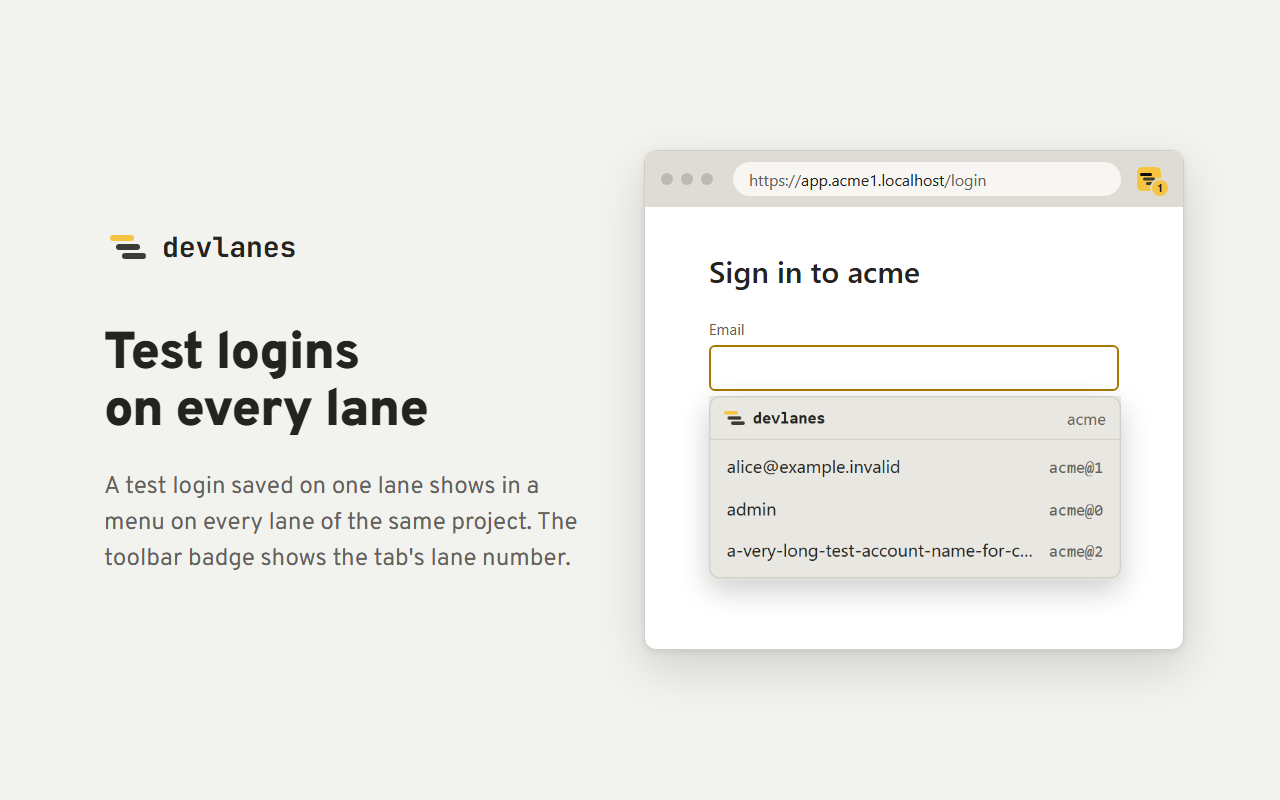 devlanes
Test logins
on every lane
A test login saved on one lane shows in a
menu on every lane of the same project. The
toolbar badge shows the tab's lane number.
https://app.acme1.localhost/login
1
Sign in to acme
Email
devlanes acme
alice@example.invalid acme@1
admin acme@0
a-very-long-test-account-name-for-c... acme@2